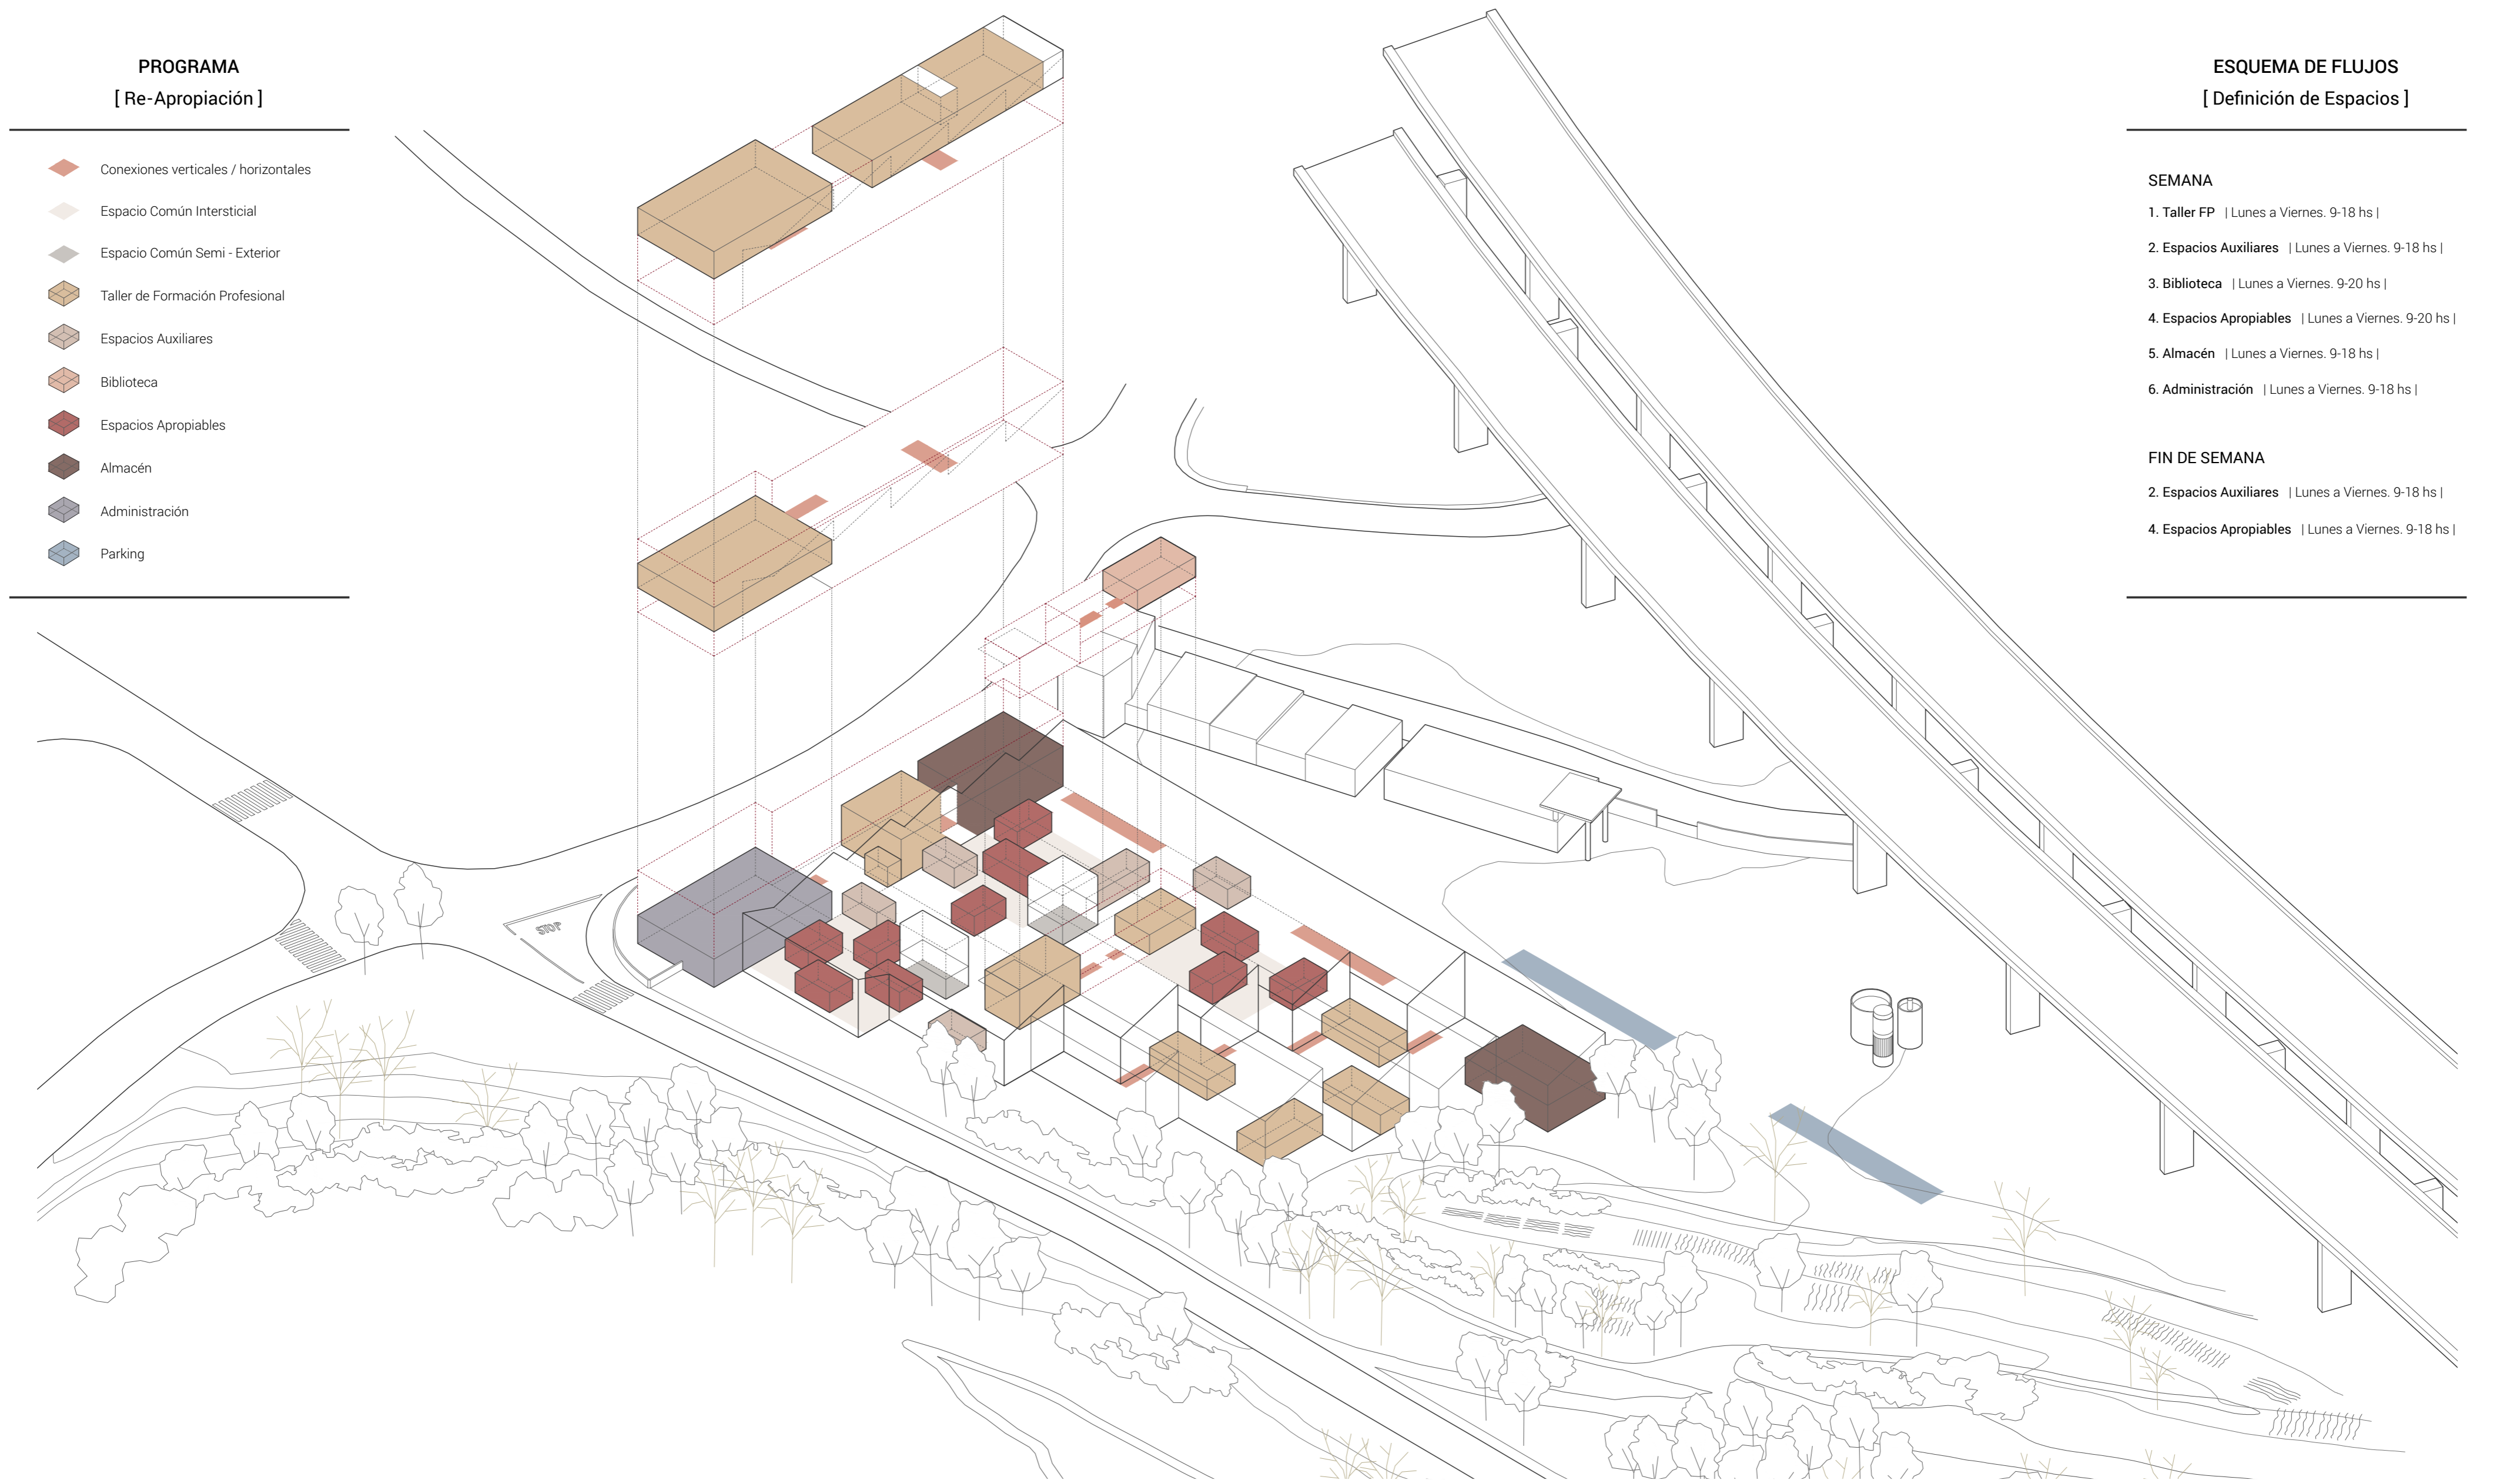 PROGRAMA
[ Re-Apropiación ]
Conexiones verticales / horizontales
Espacio Común Intersticial
Espacio Común Semi - Exterior
Taller de Formación Profesional
Espacios Auxiliares
Biblioteca
Espacios Apropiables
Almacén
Administración
Parking
STOP
ESQUEMA DE FLUJOS
[ Definición de Espacios ]
SEMANA
1. Taller FP | Lunes a Viernes. 9-18 hs |
2. Espacios Auxiliares | Lunes a Viernes. 9-18 hs |
3. Biblioteca | Lunes a Viernes. 9-20 hs |
4. Espacios Apropiables | Lunes a Viernes. 9-20 hs |
5. Almacén | Lunes a Viernes. 9-18 hs |
6. Administración | Lunes a Viernes. 9-18 hs |
FIN DE SEMANA
2. Espacios Auxiliares | Lunes a Viernes. 9-18 hs |
4. Espacios Apropiables | Lunes a Viernes. 9-18 hs |